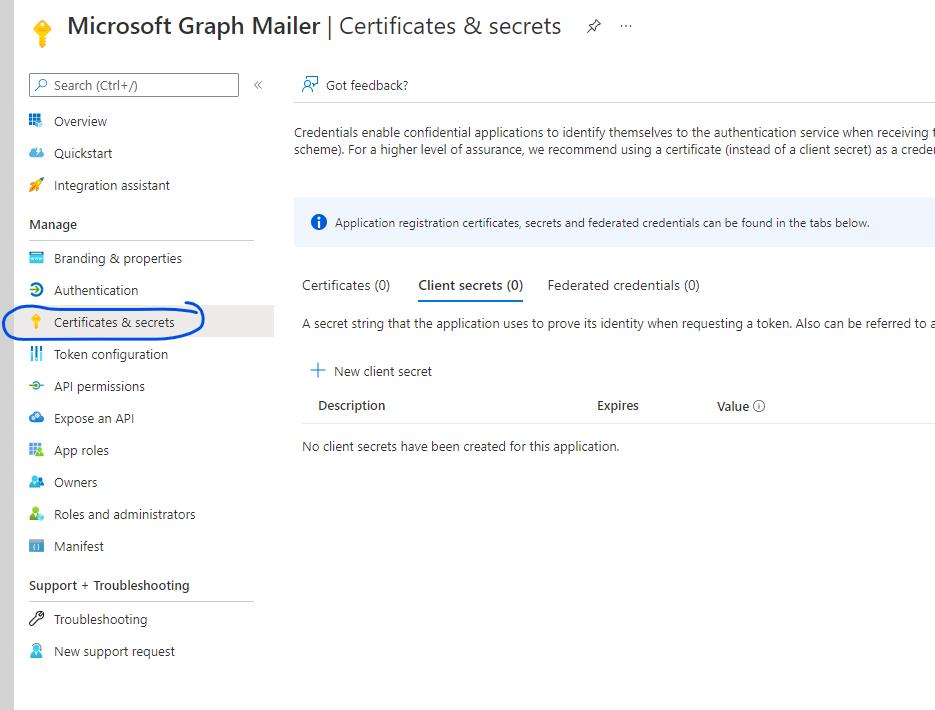 Microsoft Graph Mailer | Certificates & secrets
Search (Ctrl+/)
Overview
Quickstart
Integration assistant
Manage
Branding & properties
Authentication
Certificates & secrets
Token configuration
API permissions
Expose an API
App roles
Owners
Roles and administrators
Manifest
Support + Troubleshooting
Troubleshooting
New support request
Got feedback?
Credentials enable confidential applications to identify themselves to the authentication service when receiving
scheme). For a higher level of assurance, we recommend using a certificate (instead of a client secret) as a
Application registration certificates, secrets and federated credentials can be found in the tabs below.
Certificates (0) Client secrets (0) Federated credentials (0)
A secret string that the application uses to prove its identity when requesting a token. Also can be referred to
New client secret
Description Expires Value
No client secrets have been created for this application.